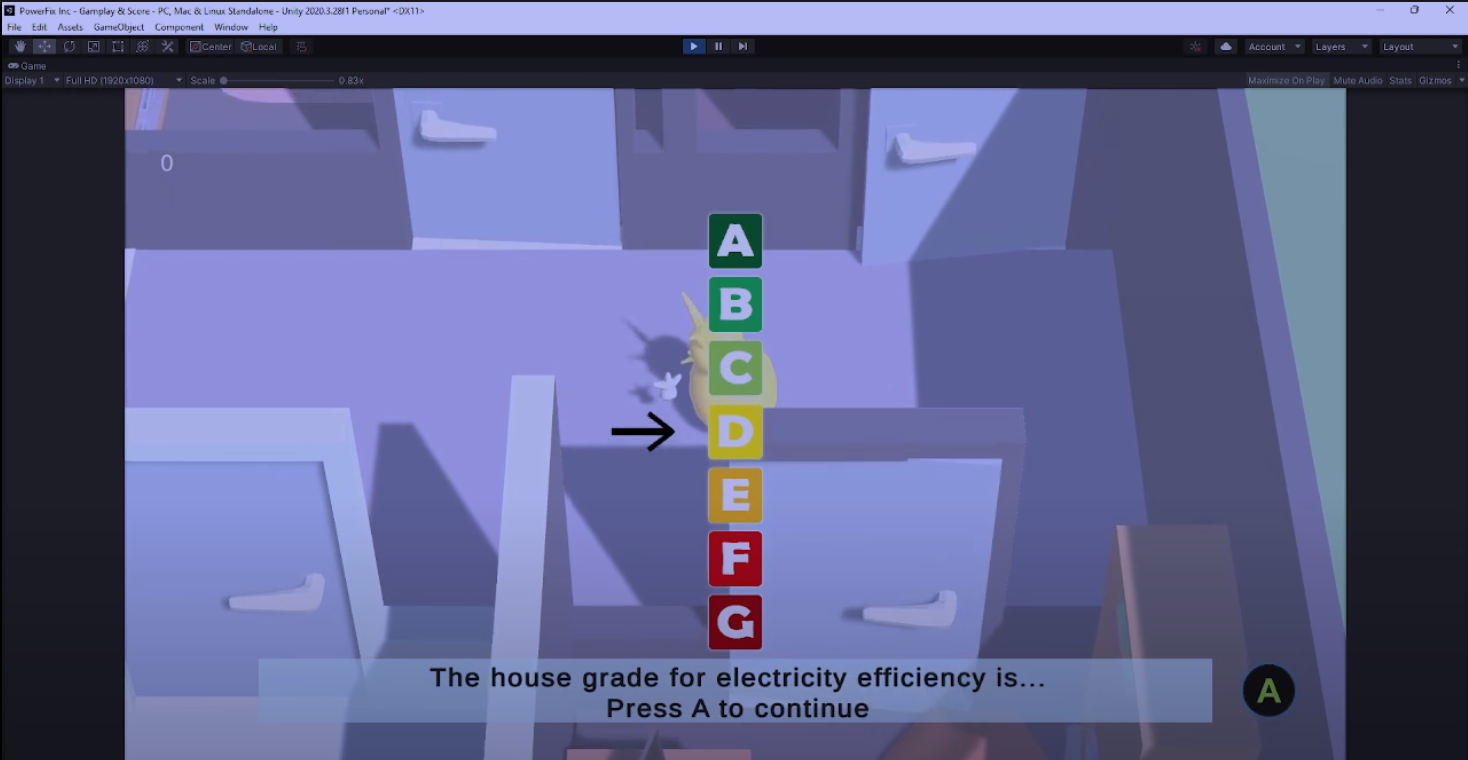 PowerFix Inc - Gamplay & Score - PC, Mac & Linux Standalone - Unity 2020.3.28f1 Personal* <DX11>
File Edit Assets GameObject Component Window Help
Center Local Account Layers Layout
Game
Display 1 Full HD (1920x1080) Scale 0.83x Maximize On Play Mute Audio Stats Gizmos
0
A
B
C
D
E
F
G
The house grade for electricity efficiency is...
Press A to continue
A